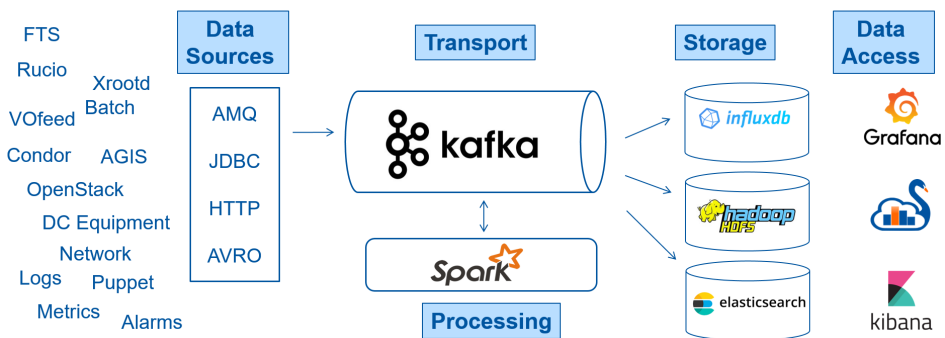 FTS
Rucio
Xrootd
Batch
VOfeed
Condor
AGIS
OpenStack
DC Equipment
Network
Logs
Puppet
Metrics
Alarms
Data
Sources
AMQ
JDBC
HTTP
AVRO
Transport
kafka
Spark
Processing
Storage
influxdb
hadoop
HDFS
elasticsearch
Data
Access
Grafana
kibana